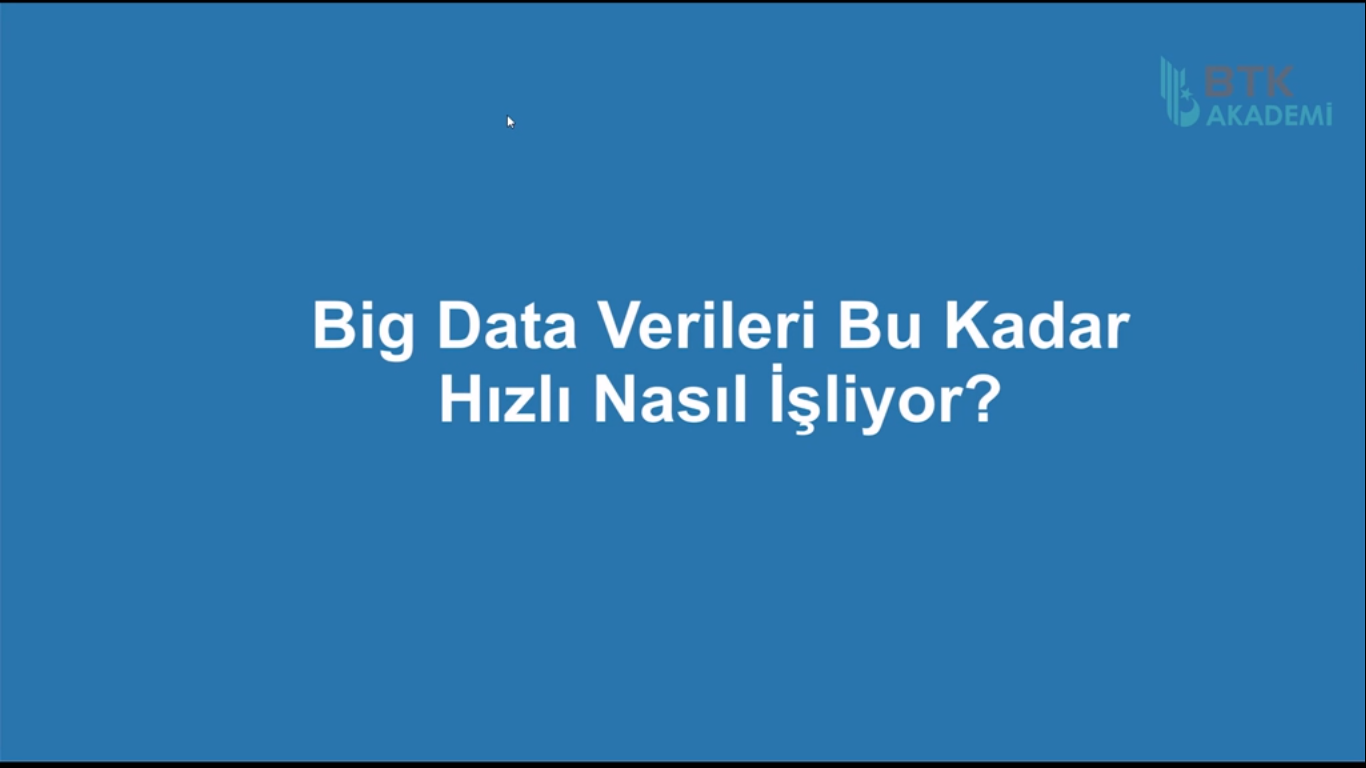 BTK
AKADEMİ
Big Data Verileri Bu Kadar
Hızlı Nasıl İşliyor?